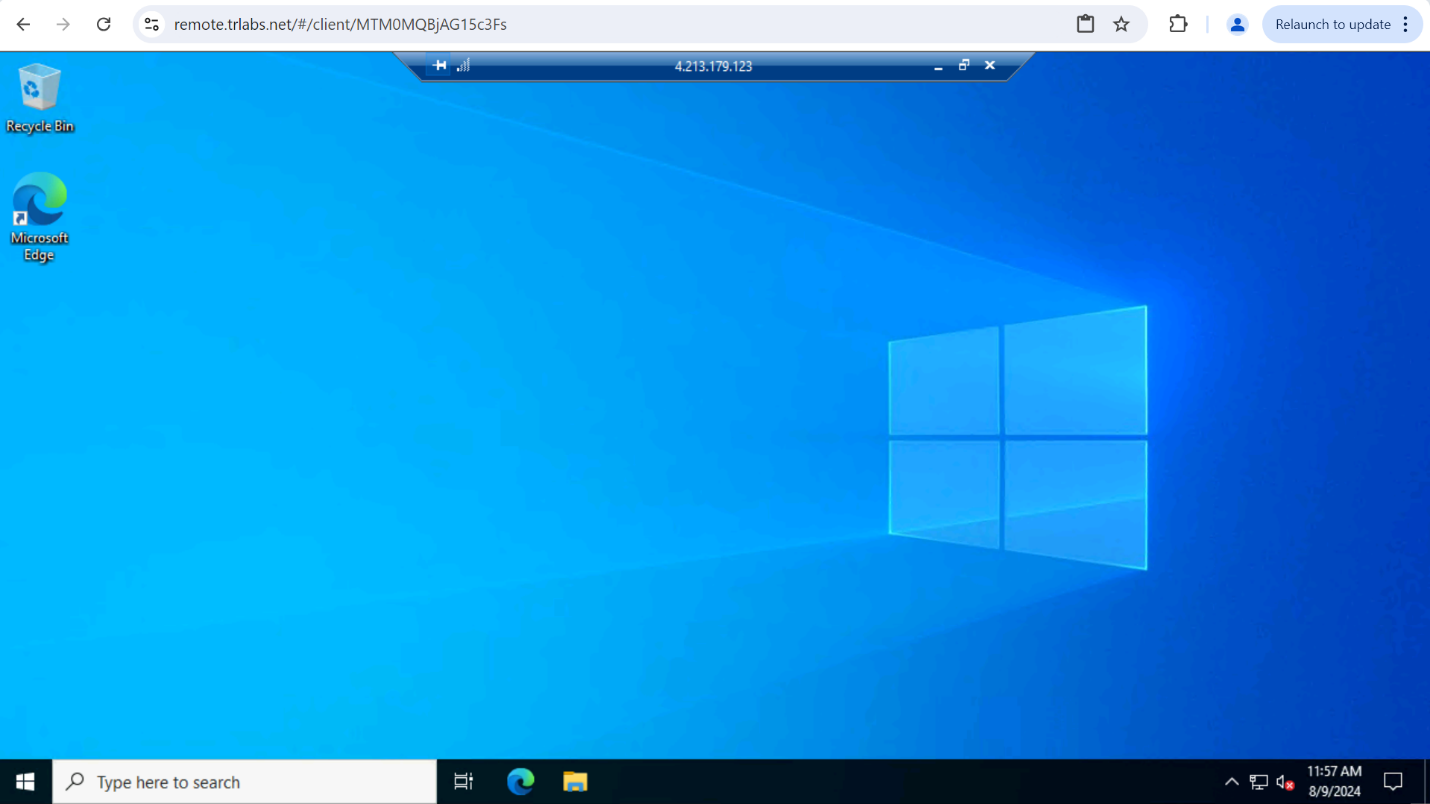 remote.trlabs.net/#/client/MTM0MQBjAG15c3Fs
Relaunch to update
4.213.179.123
Recycle Bin
Microsoft
Edge
Type here to search
11:57 AM
8/9/2024